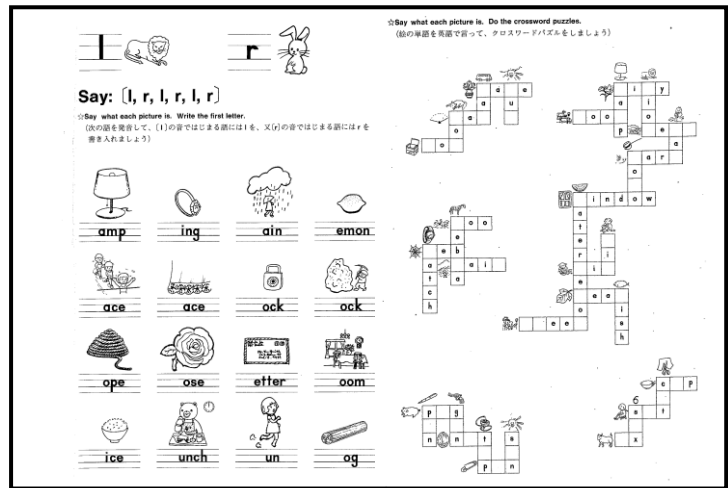 l
r
Say: [l, r, l, r, l, r]
☆Say what each picture is. Write the first letter.
(次の語を発音して、[l]の音ではじまる語にはlを、又[r]の音ではじまる語にはrを
書き入れましょう)
amp
ing
ain
emon
ace
ace
ock
ock
ope
ose
etter
oom
ice
unch
un
og
☆Say what each picture is. Do the crossword puzzles.
(絵の単語を英語で言って、クロスワードパズルをしましょう)
a a e
a u
o
o
o
i y
a i
o o o
p e
a
a r
o
i n d o w
a
t
e i
r
i
e
e a i
o s
e e h
o o
e
e b
a a i
t a
c
h
p g
n n t s
p n
c p
6
a t
x